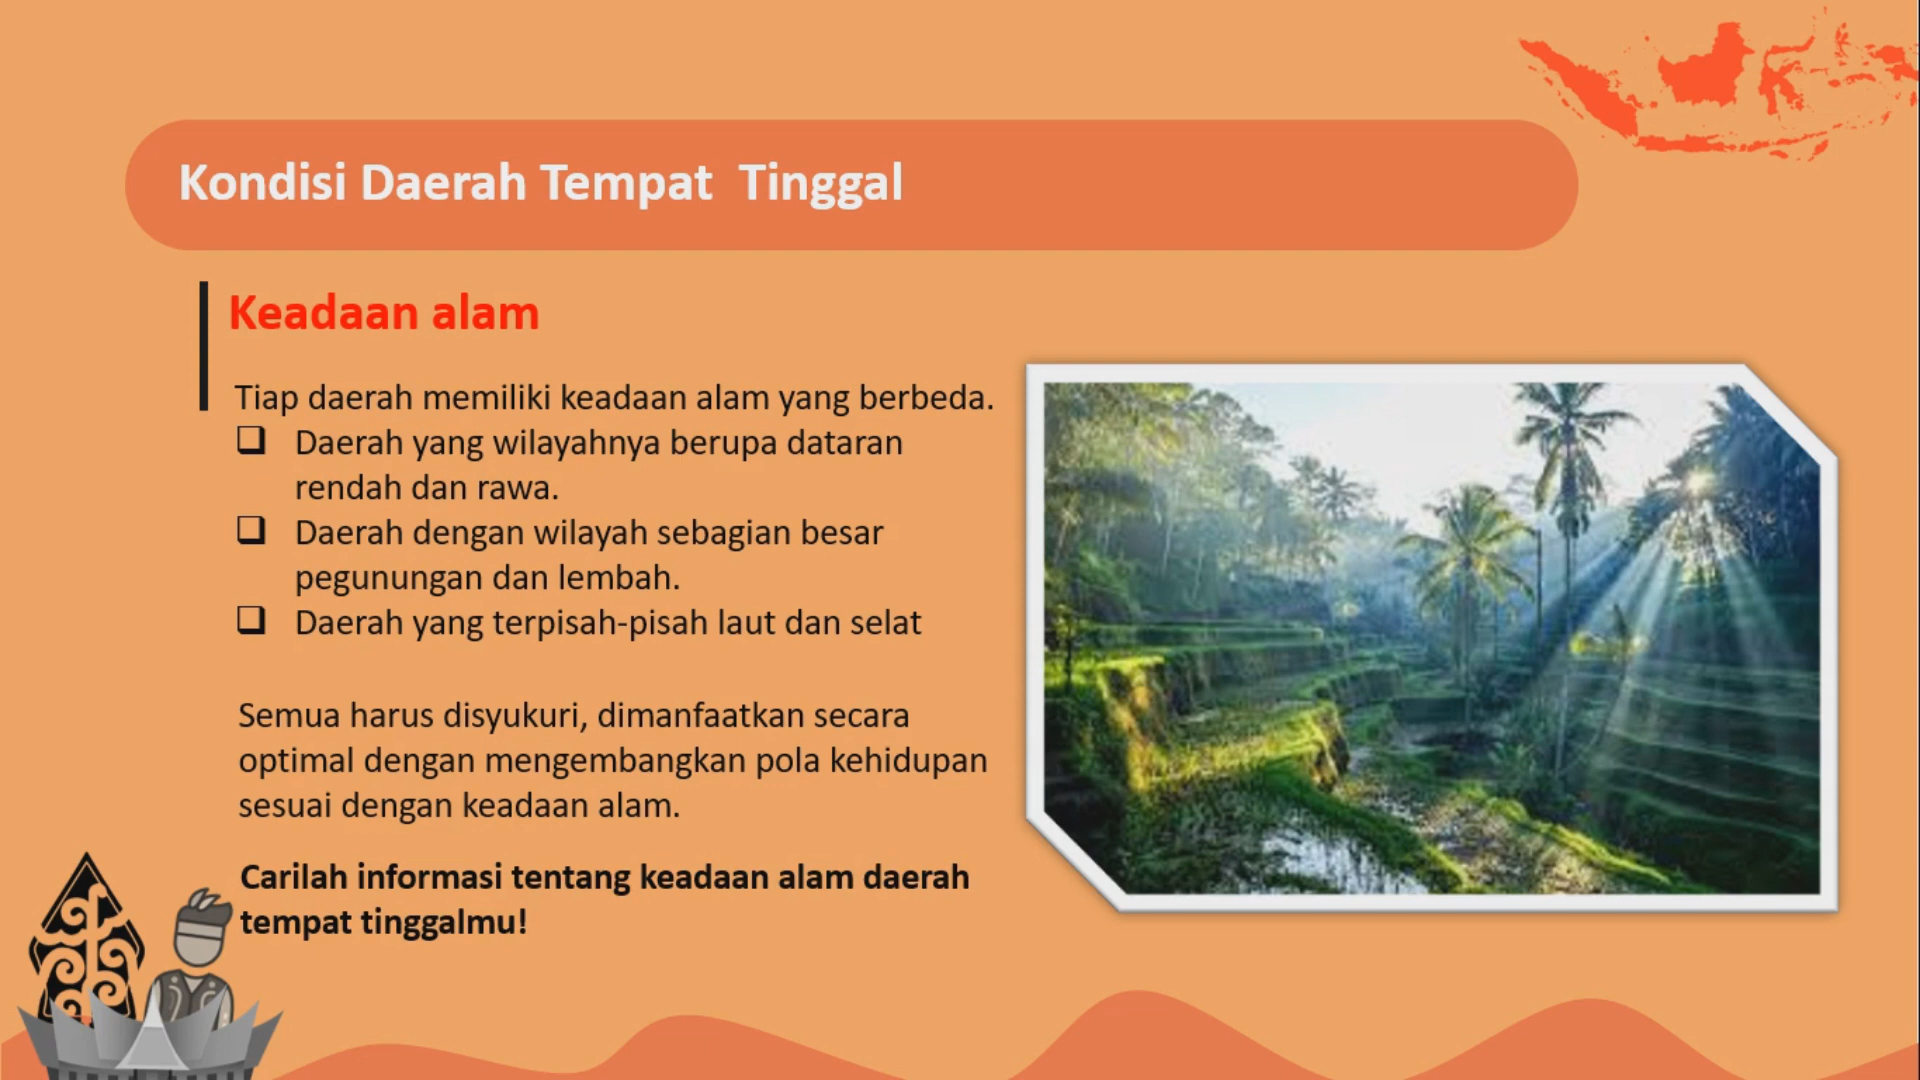 Kondisi Daerah Tempat  Tinggal
Keadaan alam
Tiap daerah memiliki keadaan alam yang berbeda.
❑ Daerah yang wilayahnya berupa dataran
rendah dan rawa.
❑ Daerah dengan wilayah sebagian besar
pegunungan dan lembah.
❑ Daerah yang terpisah-pisah laut dan selat
Semua harus disyukuri, dimanfaatkan secara
optimal dengan mengembangkan pola kehidupan
sesuai dengan keadaan alam.
Carilah informasi tentang keadaan alam daerah
tempat tinggalmu!